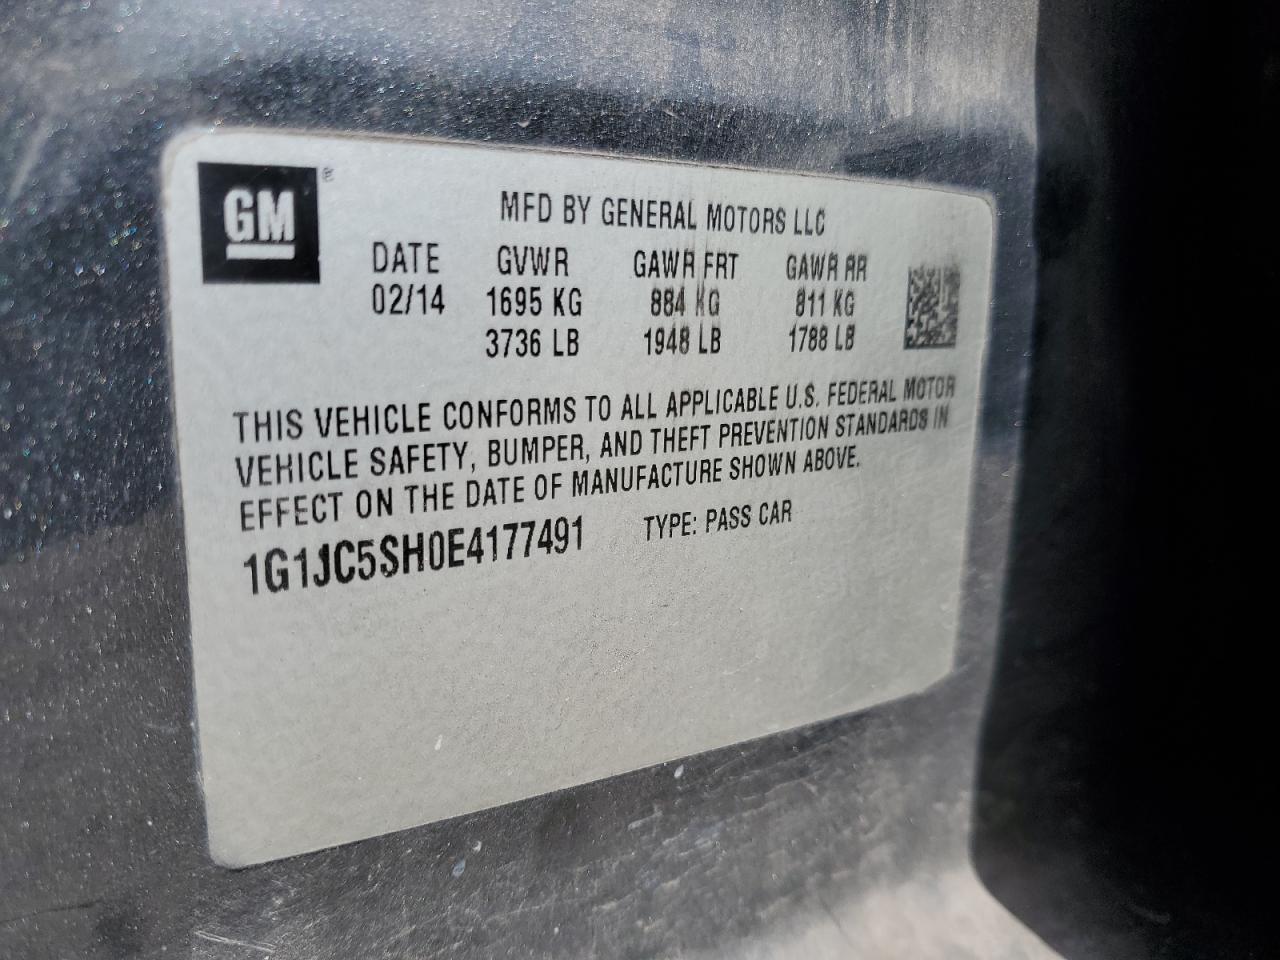 GM®
MFD BY GENERAL MOTORS LLC
DATE GVWR GAWR FRT GAWR RR
02/14 1695 KG 884 KG 811 KG
3736 LB 1948 LB 1788 LB
THIS VEHICLE CONFORMS TO ALL APPLICABLE U.S. FEDERAL MOTOR
VEHICLE SAFETY, BUMPER, AND THEFT PREVENTION STANDARDS IN
EFFECT ON THE DATE OF MANUFACTURE SHOWN ABOVE.
1G1JC5SH0E4177491 TYPE: PASS CAR